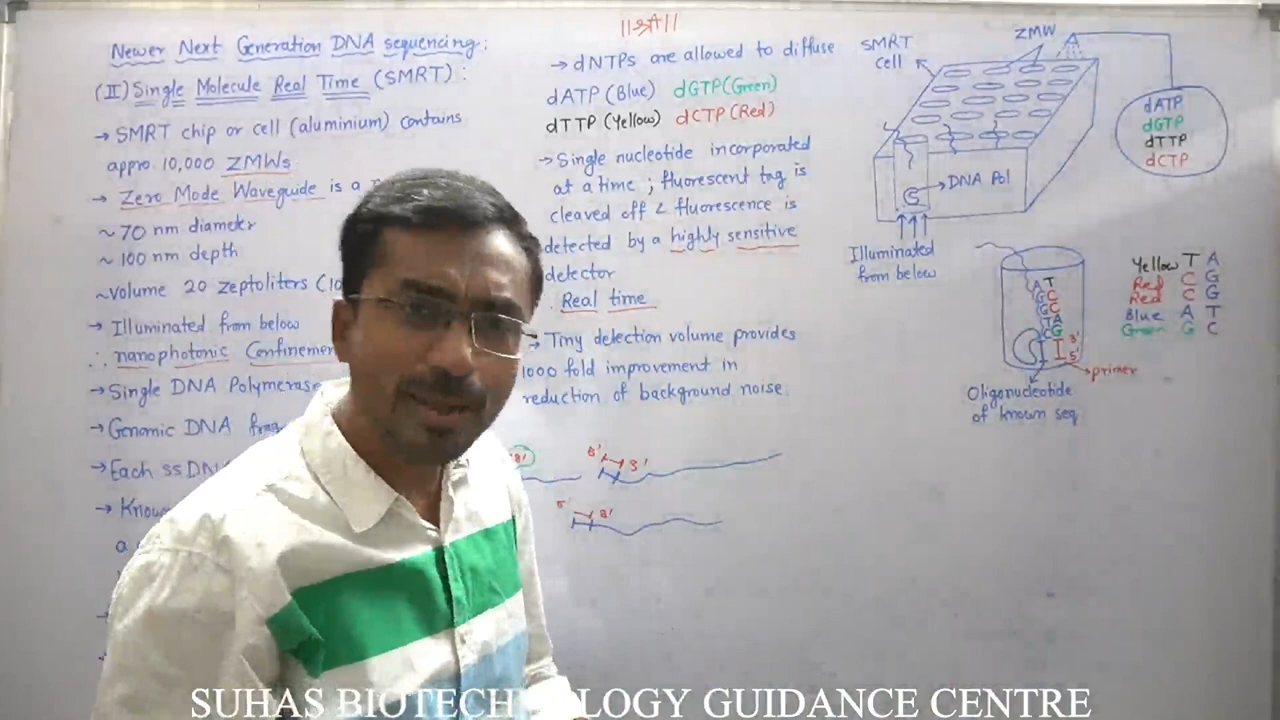 ||श्री||
Newer Next Generation DNA sequencing:
(II) Single Molecule Real Time (SMRT):
→ SMRT chip or cell (aluminium) contains
appro. 10,000 ZMWs
→ Zero Mode Waveguide is a
~ 70 nm diameter
~ 100 nm depth
~ Volume 20 zeptoliters (10
→ Illuminated from below
∴ nanophotonic Confinemen
→ Single DNA Polymerase
→ Genomic DNA frag
→ Each ssDN
→ Know
a
→ dNTPs are allowed to diffuse
dATP (Blue) dGTP (Green)
dTTP (Yellow) dCTP (Red)
→ Single nucleotide incorporated
at a time ; fluorescent tag is
cleaved off & fluorescence is
detected by a highly sensitive
detector
Real time
→ Tiny detection volume provides
1000 fold improvement in
reduction of background noise.
5' 3'
5' 3'
SMRT
cell
ZMW
dATP
dGTP
dTTP
dCTP
DNA Pol
Illuminated
from below
A T
G C
G C
T A
C G
3'
5'
primer
Oligonucleotide
of known seq.
Yellow T A
Red C G
Red C G
Blue A T
Green G C
SUHAS BIOTECHNOLOGY GUIDANCE CENTRE